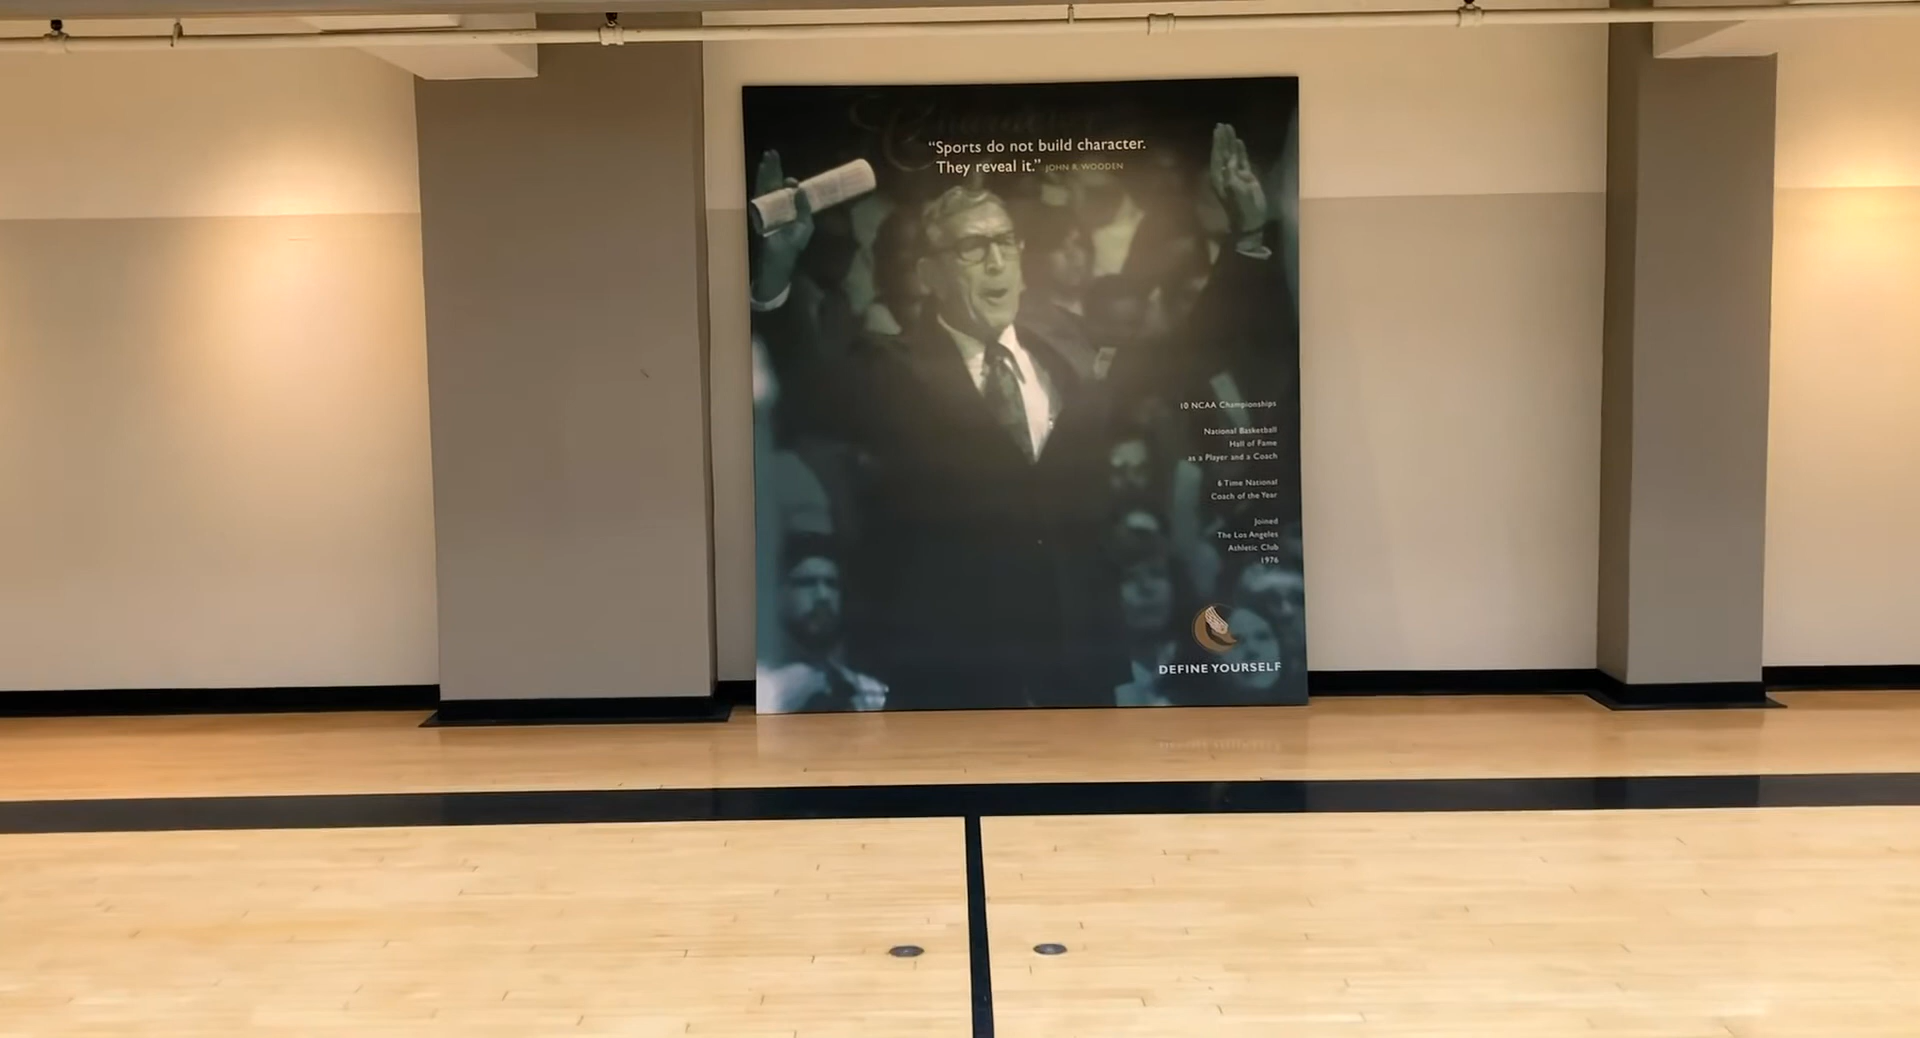 “Sports do not build character.
They reveal it.” JOHN R. WOODEN
10 NCAA Championships
National Basketball
Hall of Fame
as a Player and a Coach
6 Time National
Coach of the Year
Joined
The Los Angeles
Athletic Club
1976
DEFINE YOURSELF